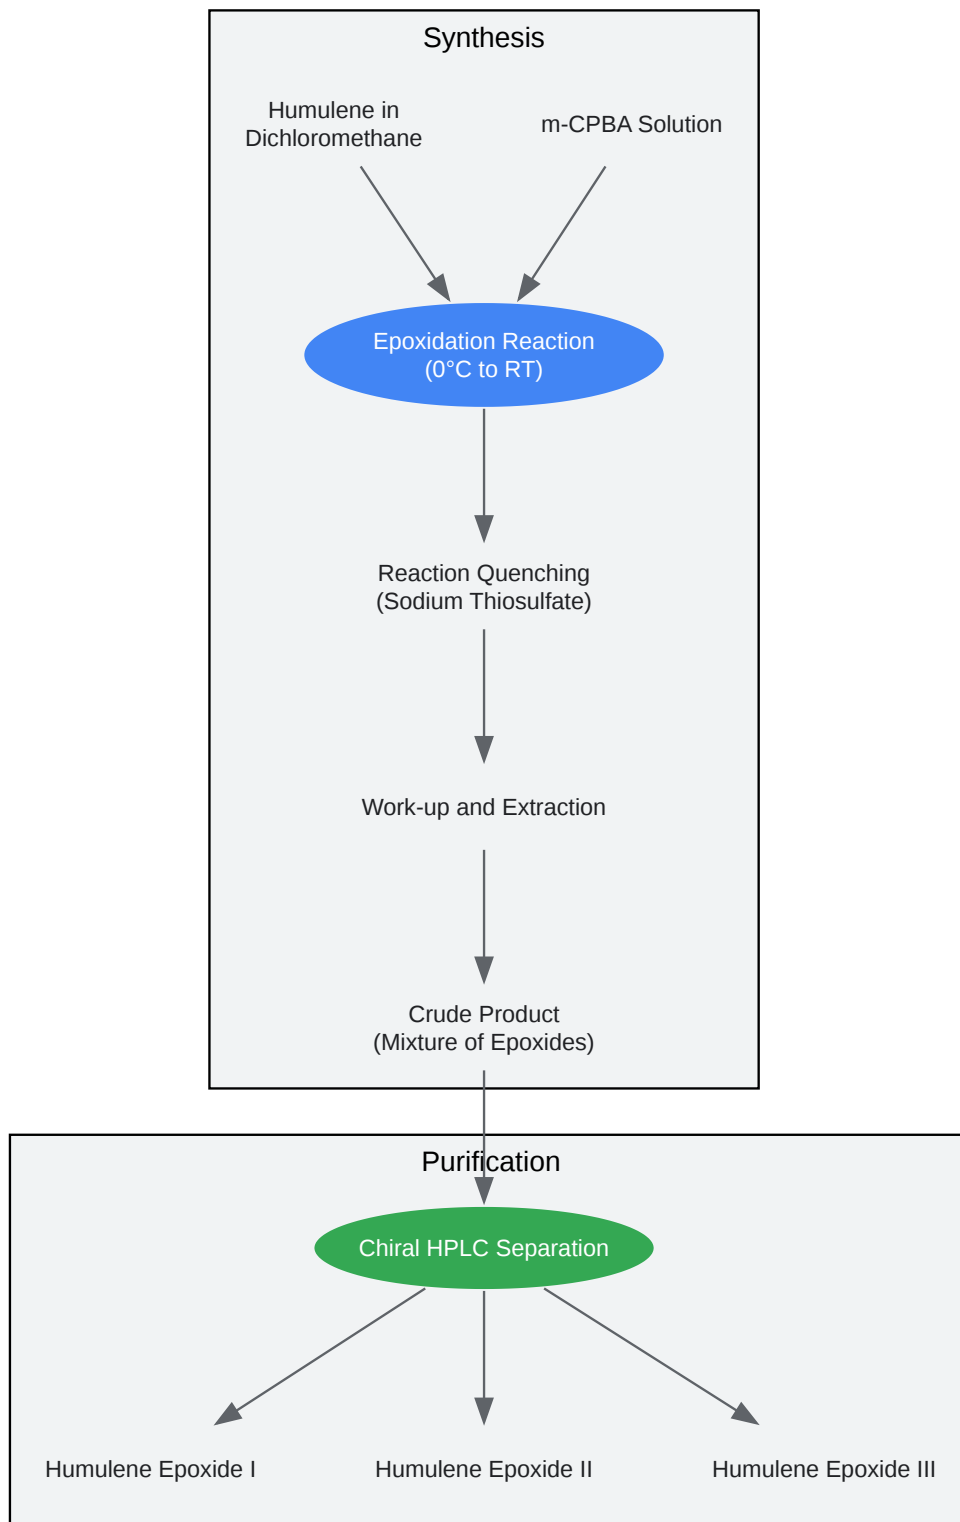 Synthesis
Humulene in
Dichloromethane
m-CPBA Solution
Epoxidation Reaction
(0°C to RT)
Reaction Quenching
(Sodium Thiosulfate)
Work-up and Extraction
Crude Product
(Mixture of Epoxides)
Purification
Chiral HPLC Separation
Humulene Epoxide I
Humulene Epoxide II
Humulene Epoxide III